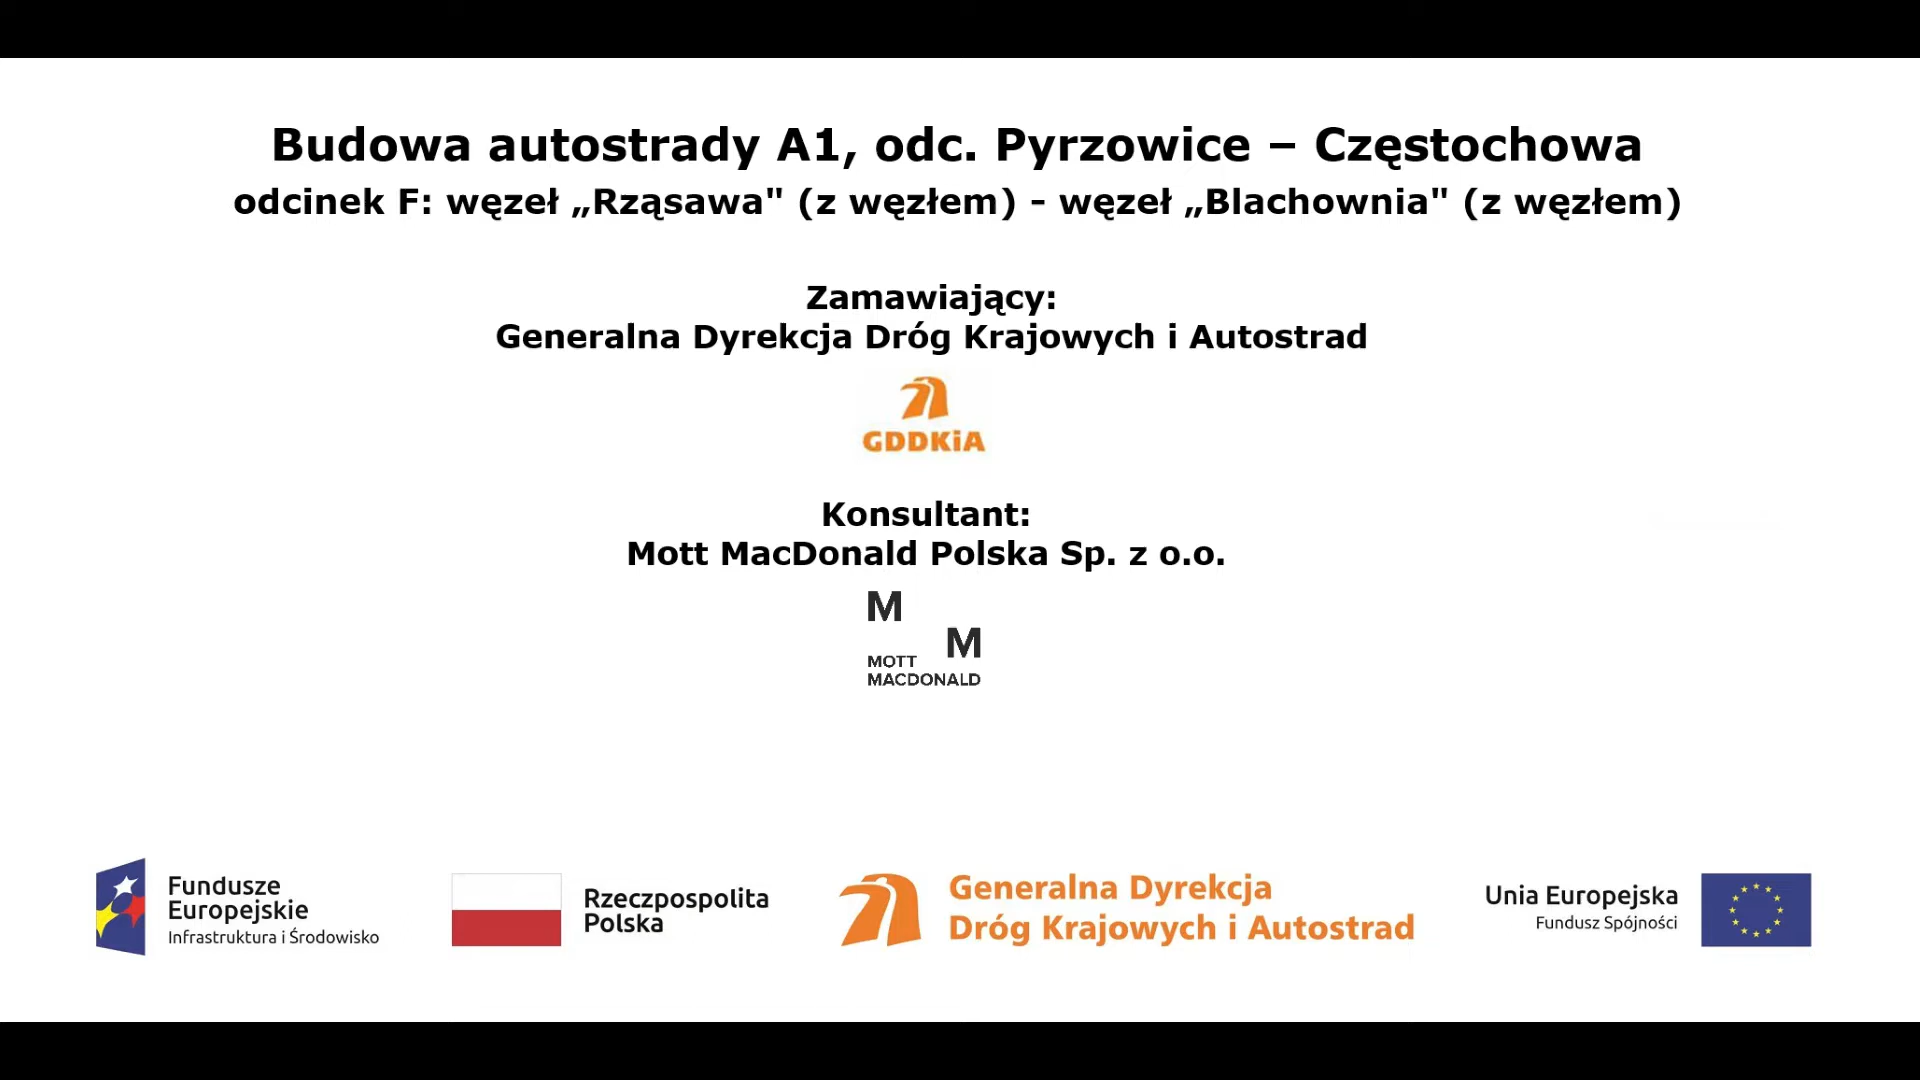 Budowa autostrady A1, odc. Pyrzowice – Częstochowa
odcinek F: węzeł „Rząsawa" (z węzłem) - węzeł „Blachownia" (z węzłem)
Zamawiający:
Generalna Dyrekcja Dróg Krajowych i Autostrad
GDDKiA
Konsultant:
Mott MacDonald Polska Sp. z o.o.
M
M
MOTT
MACDONALD
Fundusze
Europejskie
Infrastruktura i Środowisko
Rzeczpospolita
Polska
Generalna Dyrekcja
Dróg Krajowych i Autostrad
Unia Europejska
Fundusz Spójności